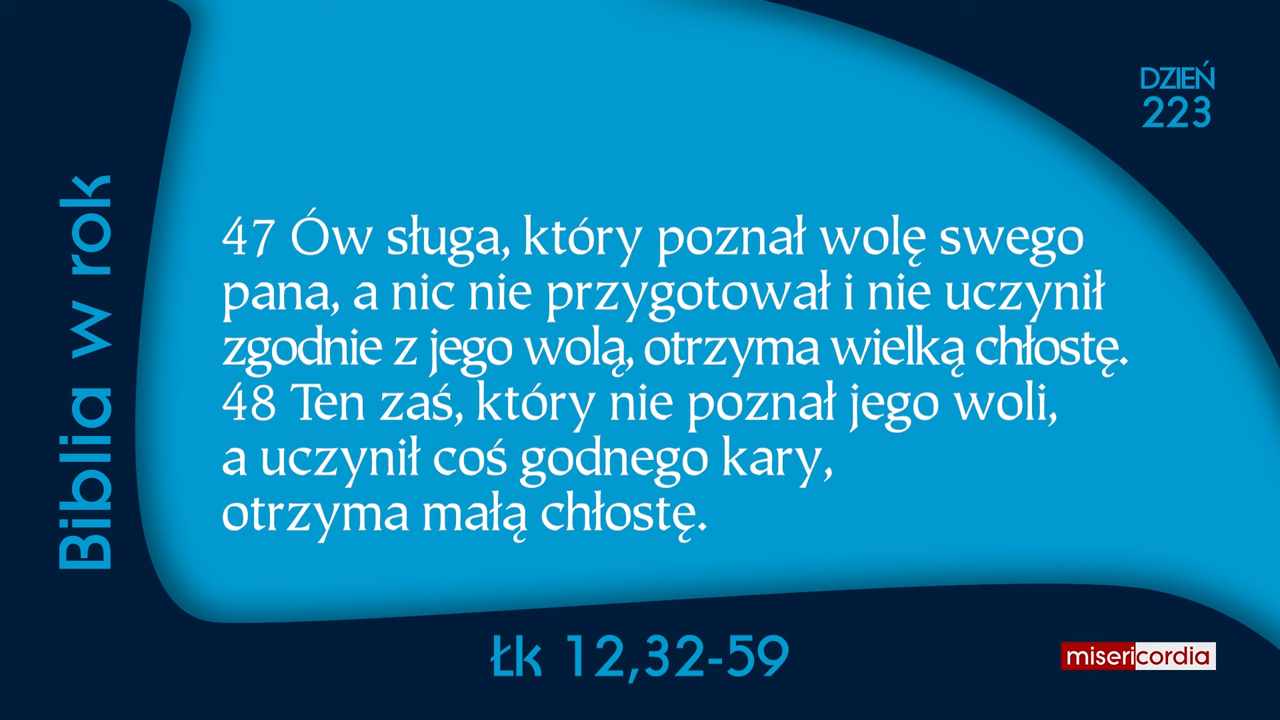 DZIEŃ
223
Biblia w rok
47 Ów sługa, który poznał wolę swego
pana, a nic nie przygotował i nie uczynił
zgodnie z jego wolą, otrzyma wielką chłostę.
48 Ten zaś, który nie poznał jego woli,
a uczynił coś godnego kary,
otrzyma małą chłostę.
Łk 12,32-59
misericordia